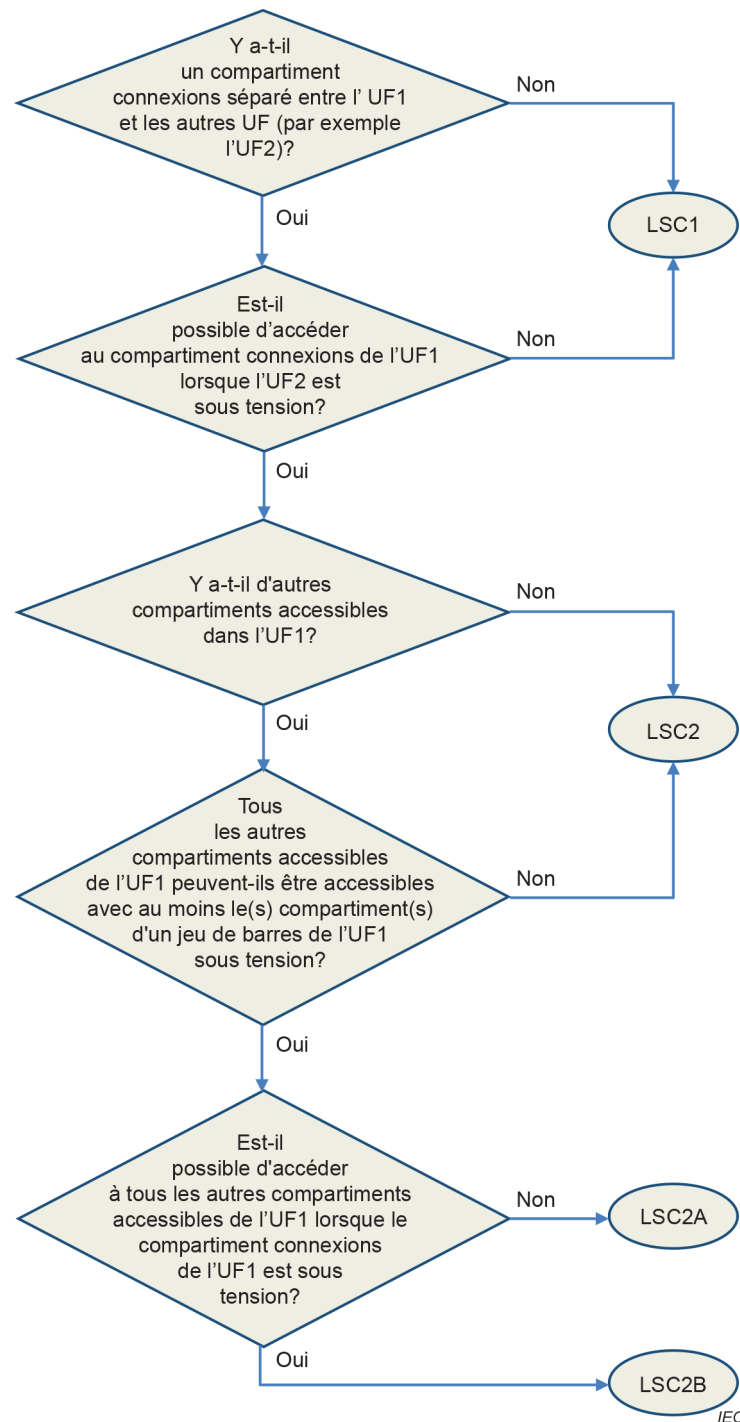 Y a-t-il
un compartiment
connexions séparé entre l’ UF1
et les autres UF (par exemple
l’UF2)?
Non
LSC1
Oui
Est-il
possible d’accéder
au compartiment connexions de l’UF1
lorsque l’UF2 est
sous tension?
Non
Oui
Y a-t-il d'autres
compartiments accessibles
dans l’UF1?
Non
LSC2
Oui
Tous
les autres
compartiments accessibles
de l’UF1 peuvent-ils être accessibles
avec au moins le(s) compartiment(s)
d'un jeu de barres de l’UF1
sous tension?
Non
Oui
Est-il
possible d'accéder
à tous les autres compartiments
accessibles de l’UF1 lorsque le
compartiment connexions
de l’UF1 est sous
tension?
Non
LSC2A
Oui
LSC2B
IEC